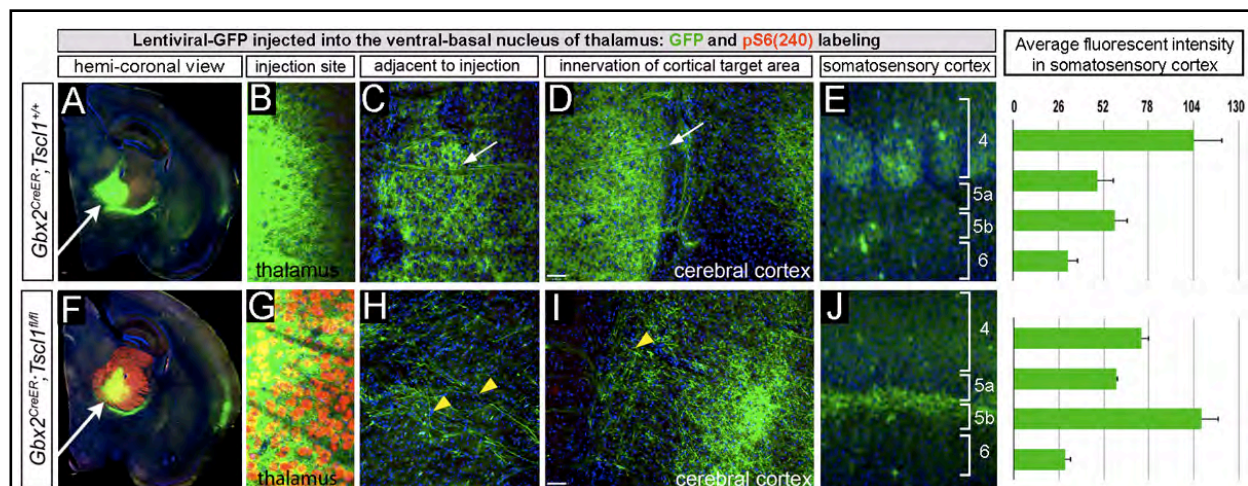 Lentiviral-GFP injected into the ventral-basal nucleus of thalamus: GFP and pS6(240) labeling
hemi-coronal view
injection site
adjacent to injection
innervation of cortical target area
somatosensory cortex
Average fluorescent intensity
in somatosensory cortex
Gbx2CreER;Tscl1+/+
A
B
C
D
E
thalamus
cerebral cortex
4
5a
5b
6
0 26 52 78 104 130
Gbx2CreER;Tscl1fl/fl
F
G
H
I
J
thalamus
cerebral cortex
4
5a
5b
6